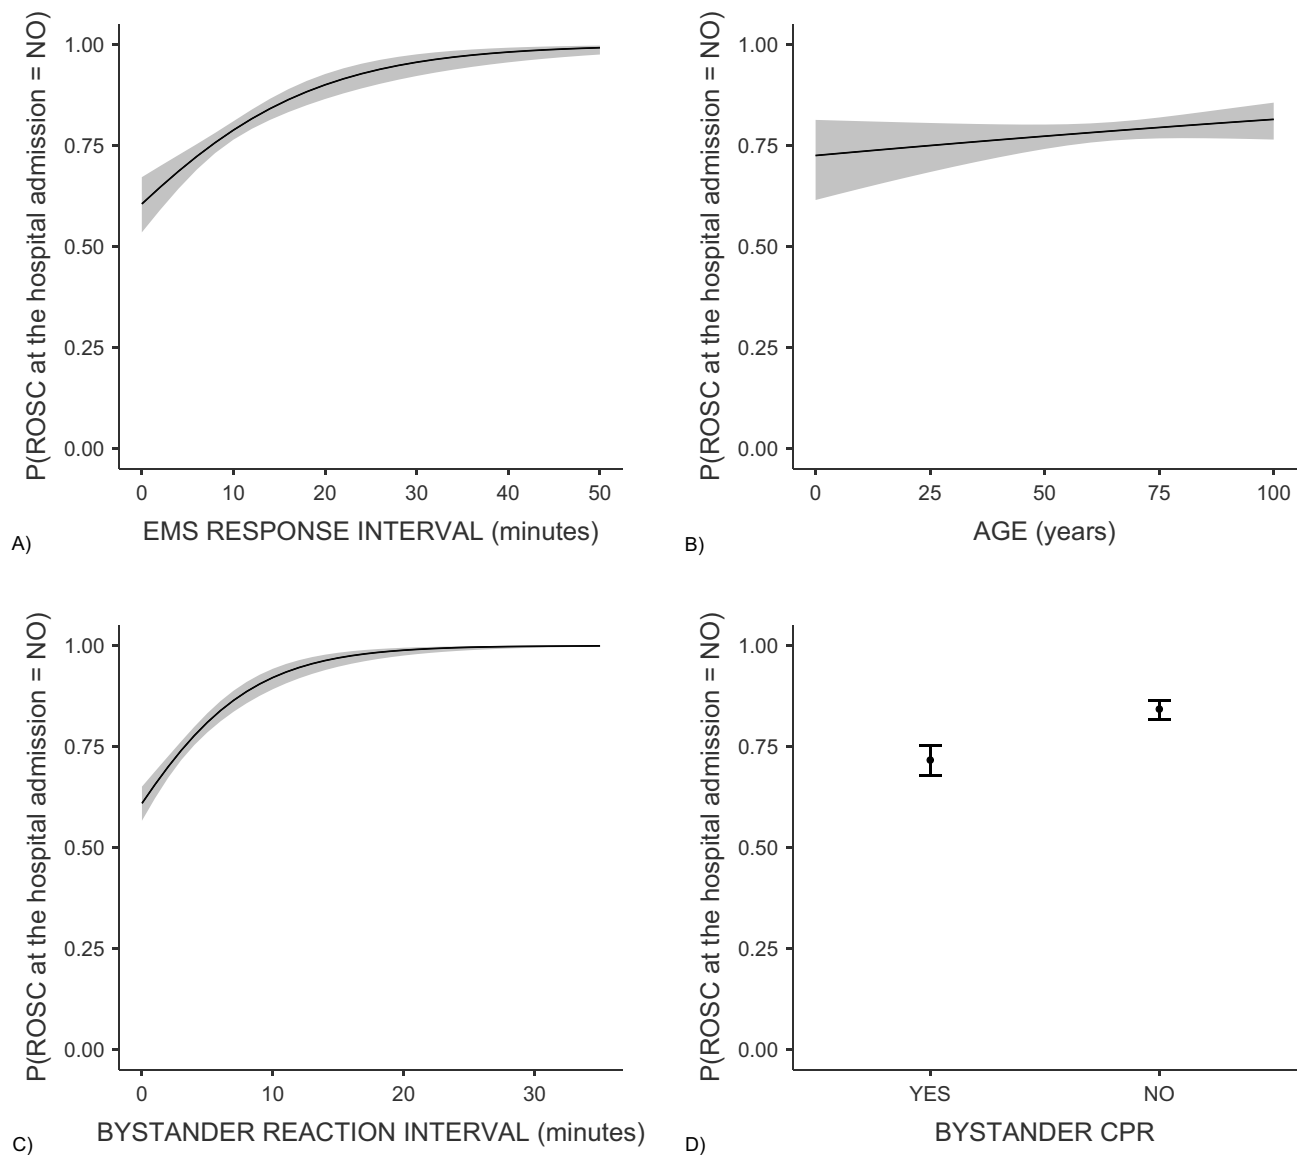 P(ROSC at the hospital admission = NO)
1.00
0.75
0.50
0.25
0.00
0 10 20 30 40 50
EMS RESPONSE INTERVAL (minutes)
A)
P(ROSC at the hospital admission = NO)
1.00
0.75
0.50
0.25
0.00
0 25 50 75 100
AGE (years)
B)
P(ROSC at the hospital admission = NO)
1.00
0.75
0.50
0.25
0.00
0 10 20 30
BYSTANDER REACTION INTERVAL (minutes)
C)
P(ROSC at the hospital admission = NO)
1.00
0.75
0.50
0.25
0.00
YES NO
BYSTANDER CPR
D)